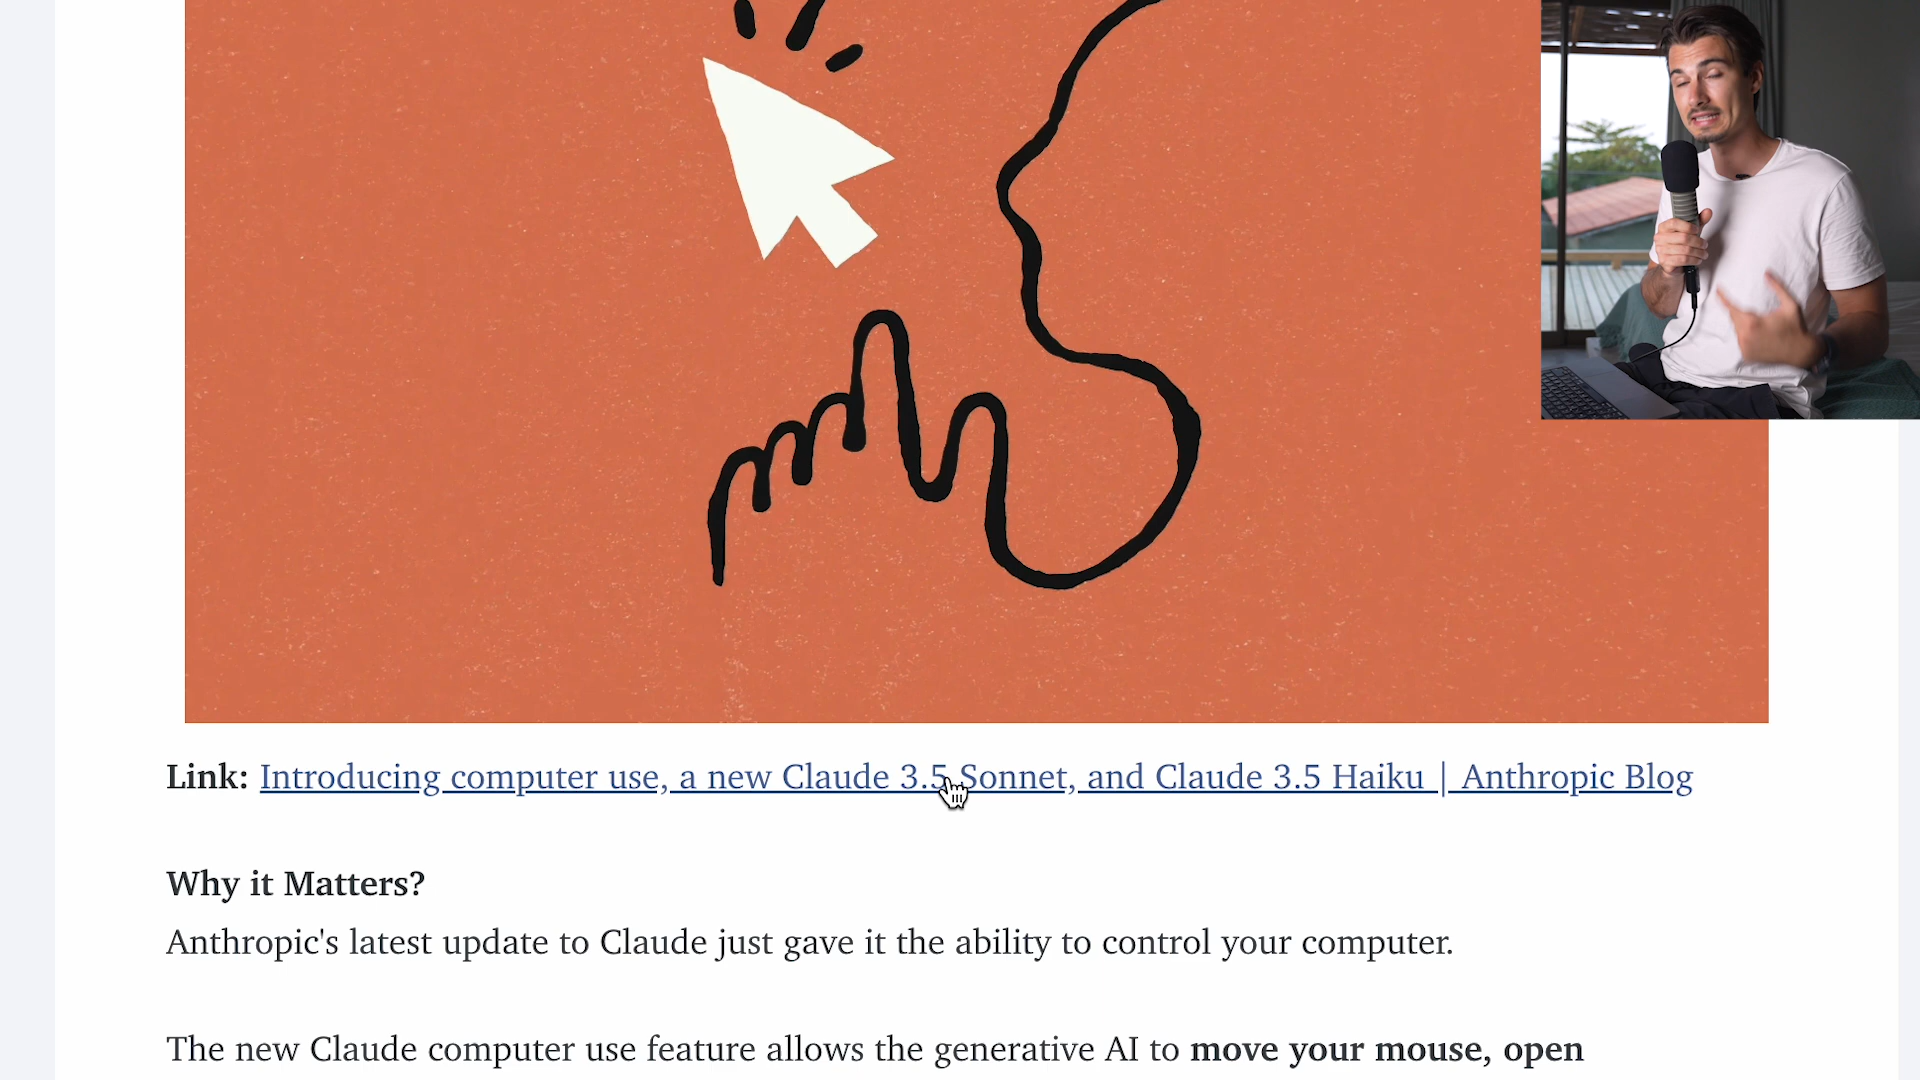 Link: Introducing computer use, a new Claude 3.5 Sonnet, and Claude 3.5 Haiku | Anthropic Blog
Why it Matters?
Anthropic's latest update to Claude just gave it the ability to control your computer.
The new Claude computer use feature allows the generative AI to move your mouse, open